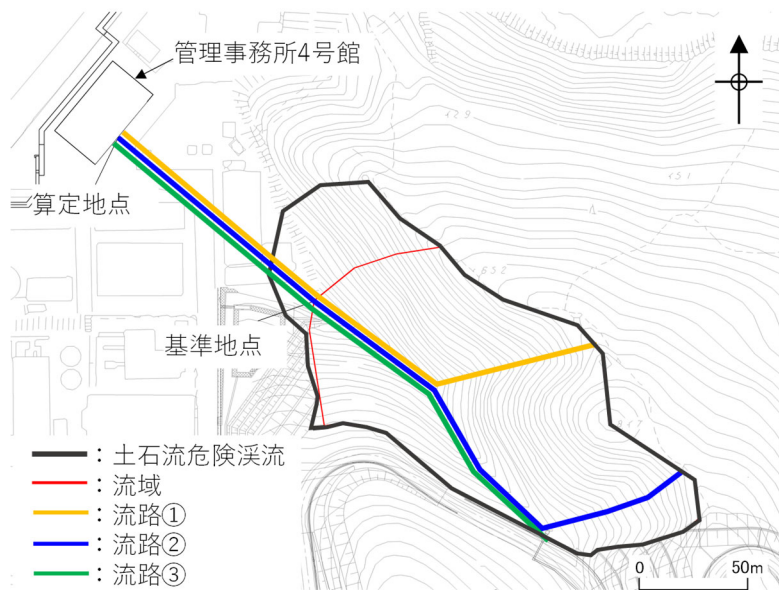 管理事務所4号館
算定地点
基準地点
：土石流危険渓流
：流域
：流路①
：流路②
：流路③
0 50m